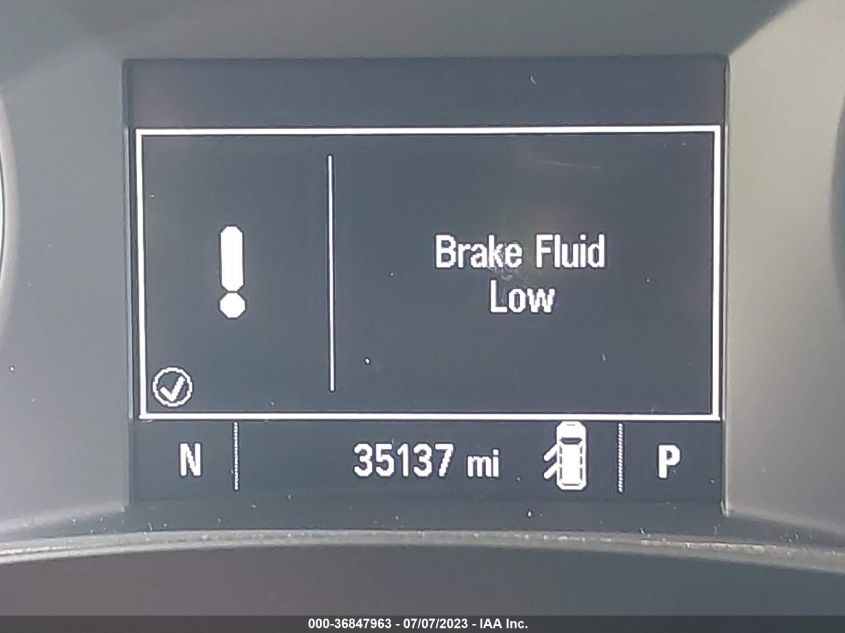 Brake Fluid
Low
N 35137 mi P
000-36847963 - 07/07/2023 - IAA Inc.